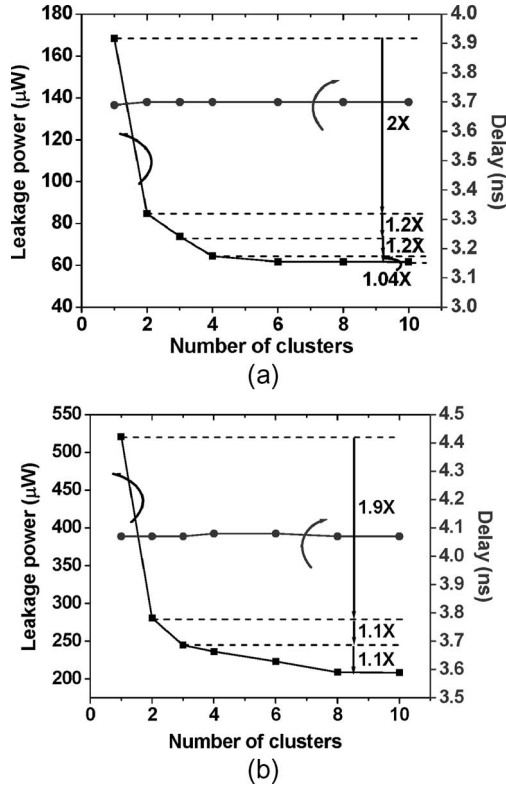 180
160
140
120
100
80
60
40
Leakage power (μW)
4.0
3.9
3.8
3.7
3.6
3.5
3.4
3.3
3.2
3.1
3.0
Delay (ns)
2X
1.2X
1.2X
1.04X
0 2 4 6 8 10
Number of clusters
(a)
550
500
450
400
350
300
250
200
Leakage power (μW)
4.5
4.4
4.3
4.2
4.1
4.0
3.9
3.8
3.7
3.6
3.5
Delay (ns)
1.9X
1.1X
1.1X
0 2 4 6 8 10
Number of clusters
(b)